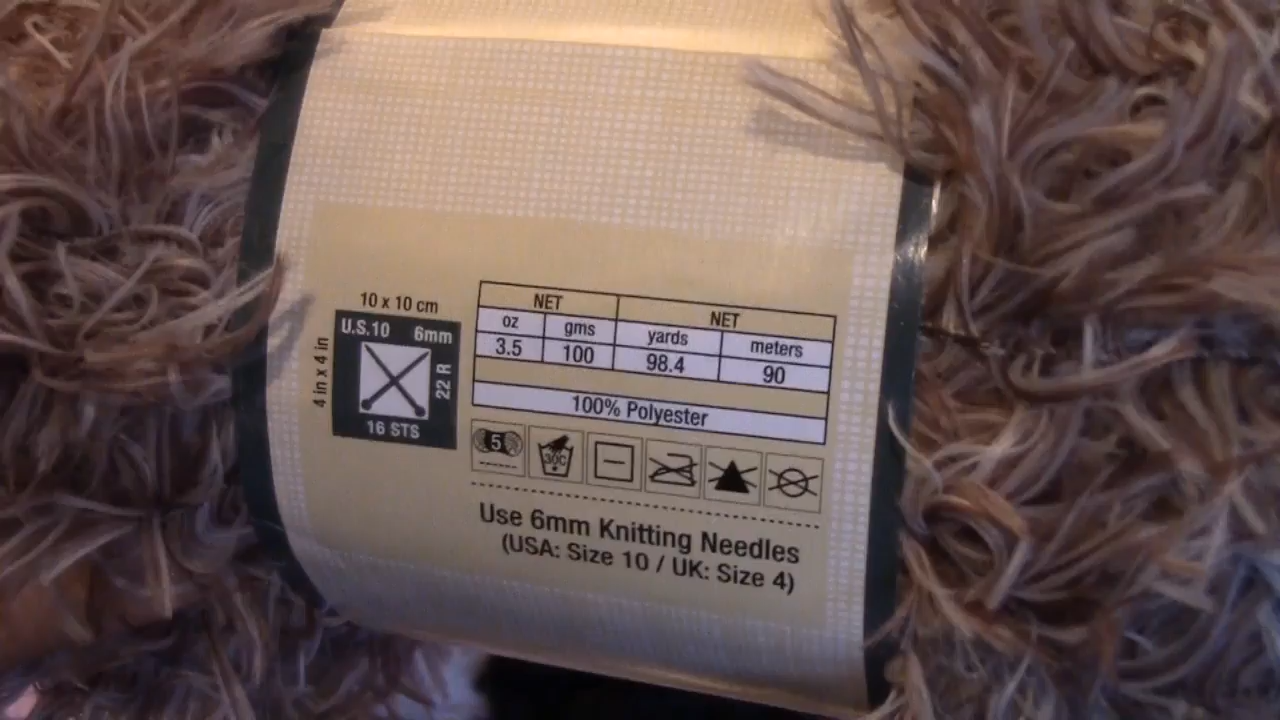 10 x 10 cm
4 in x 4 in
U.S.10 6mm
22 R
16 STS
NET NET
oz gms yards meters
3.5 100 98.4 90
100% Polyester
5
30C
Use 6mm Knitting Needles
(USA: Size 10 / UK: Size 4)